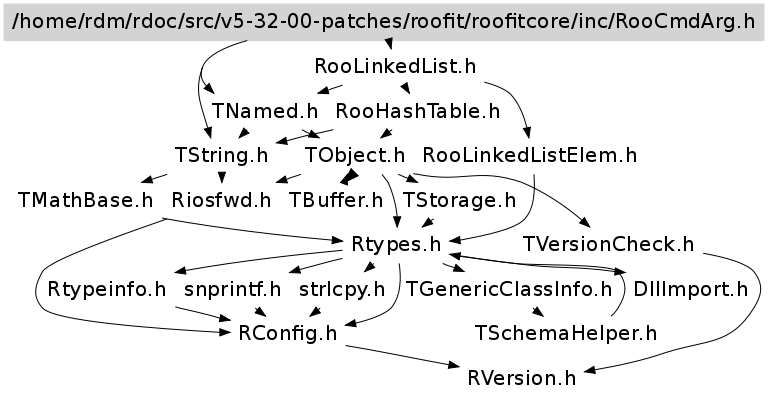 /home/rdm/rdoc/src/v5-32-00-patches/roofit/roofitcore/inc/RooCmdArg.h
RooLinkedList.h
TNamed.h RooHashTable.h
TString.h TObject.h RooLinkedListElem.h
TMathBase.h Riosfwd.h TBuffer.h TStorage.h
Rtypes.h TVersionCheck.h
Rtypeinfo.h snprintf.h strlcpy.h TGenericClassInfo.h DllImport.h
RConfig.h TSchemaHelper.h
RVersion.h